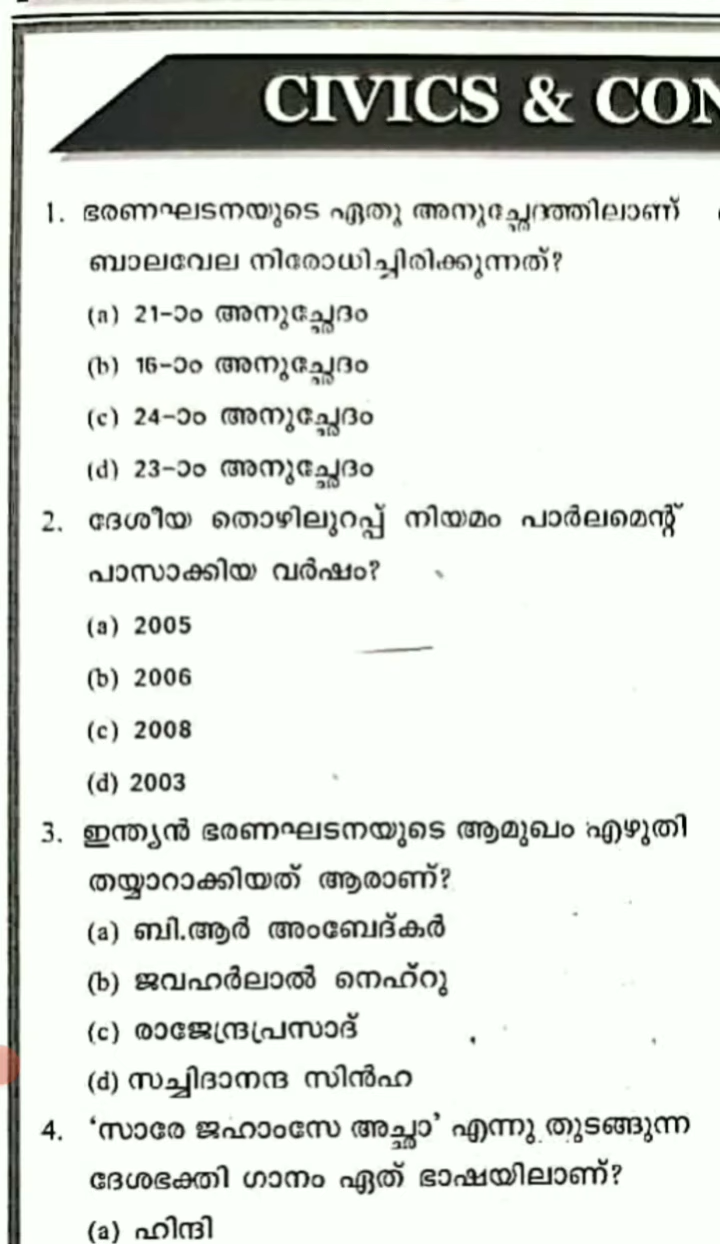 CIVICS & CON
1. ഭരണഘടനയുടെ ഏതു അനുച്ഛേദത്തിലാണ്
ബാലവേല നിരോധിച്ചിരിക്കുന്നത്?
(a) 21-ാം അനുച്ഛേദം
(b) 16-ാം അനുച്ഛേദം
(c) 24-ാം അനുച്ഛേദം
(d) 23-ാം അനുച്ഛേദം
2. ദേശീയ തൊഴിലുറപ്പ് നിയമം പാർലമെന്റ്
പാസാക്കിയ വർഷം?
(a) 2005
(b) 2006
(c) 2008
(d) 2003
3. ഇന്ത്യൻ ഭരണഘടനയുടെ ആമുഖം എഴുതി
തയ്യാറാക്കിയത് ആരാണ്?
(a) ബി.ആർ അംബേദ്കർ
(b) ജവഹർലാൽ നെഹ്റു
(c) രാജേന്ദ്രപ്രസാദ്
(d) സച്ചിദാനന്ദ സിൻഹ
4. ‘സാരേ ജഹാംസേ അച്ഛാ’ എന്നു തുടങ്ങുന്ന
ദേശഭക്തി ഗാനം ഏത് ഭാഷയിലാണ്?
(a) ഹിന്ദി